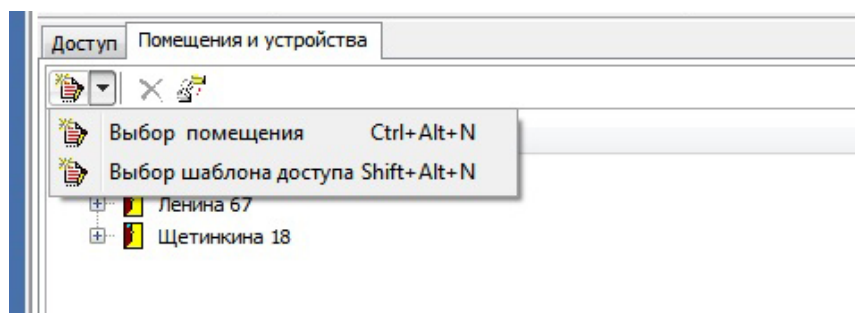 Доступ Помещения и устройства
Выбор помещения Ctrl+Alt+N
Выбор шаблона доступа Shift+Alt+N
Ленина 67
Щетинкина 18